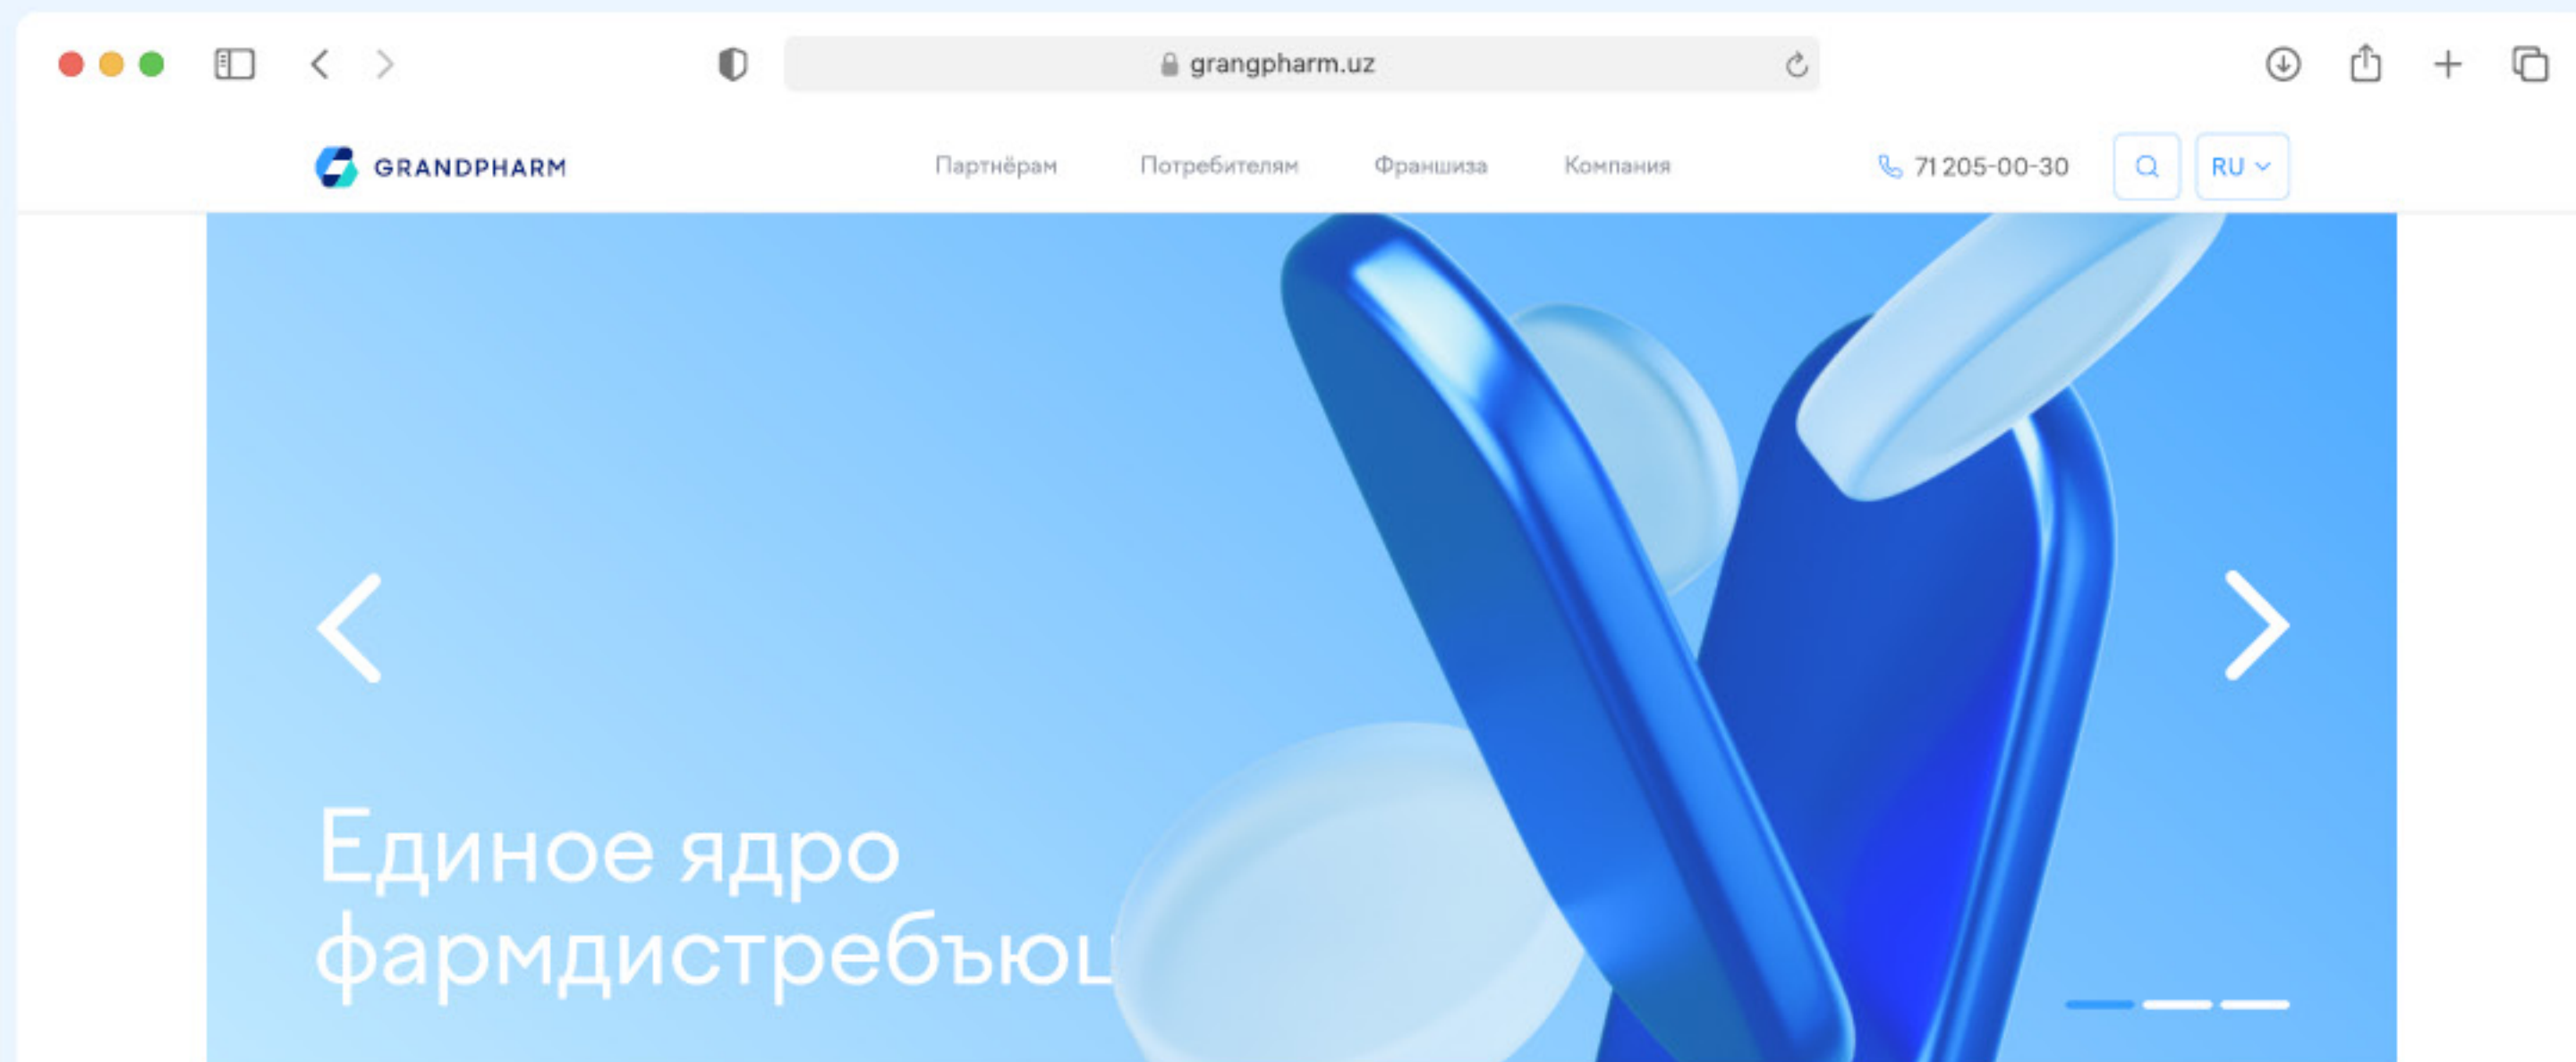 grangpharm.uz
GRANDPHARM
Партнёрам
Потребителям
Франшиза
Компания
71 205-00-30
RU
Единое ядро